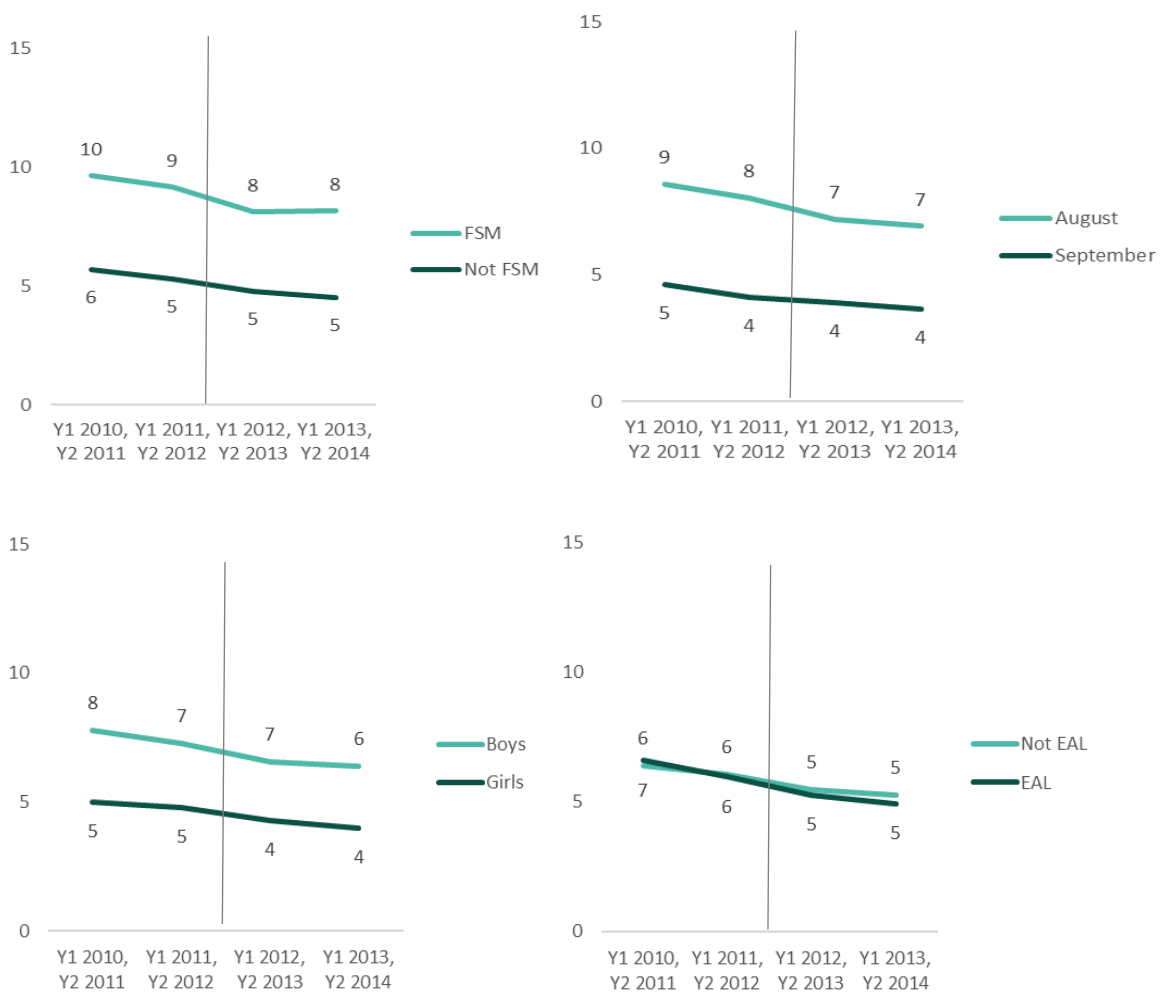 15
10
5
0
10 9 8 8
6 5 5 5
FSM
Not FSM
Y1 2010, Y1 2011, Y1 2012, Y1 2013,
Y2 2011 Y2 2012 Y2 2013 Y2 2014
15
10
5
0
9 8 7 7
5 4 4 4
August
September
Y1 2010, Y1 2011, Y1 2012, Y1 2013,
Y2 2011 Y2 2012 Y2 2013 Y2 2014
15
10
5
0
8 7 7 6
5 5 4 4
Boys
Girls
Y1 2010, Y1 2011, Y1 2012, Y1 2013,
Y2 2011 Y2 2012 Y2 2013 Y2 2014
15
10
5
0
6 6 5 5
7 6 5 5
Not EAL
EAL
Y1 2010, Y1 2011, Y1 2012, Y1 2013,
Y2 2011 Y2 2012 Y2 2013 Y2 2014